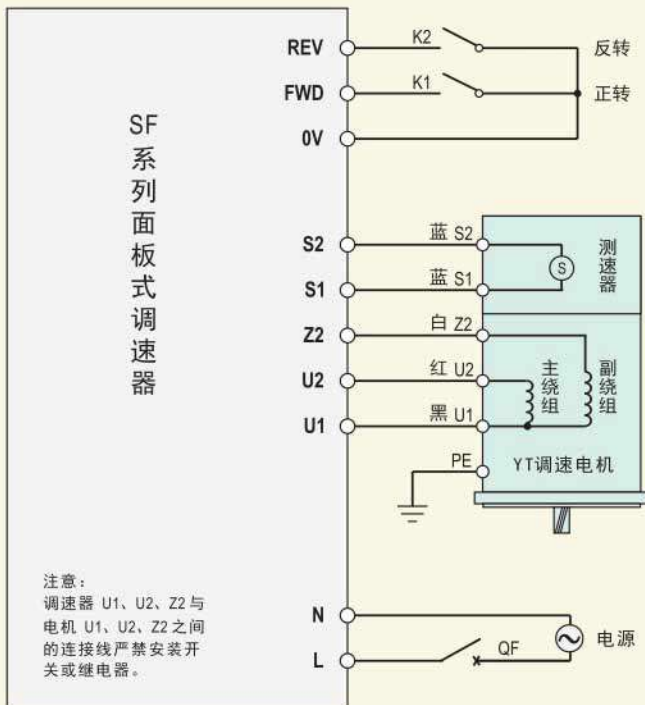 REV
K2
反转
FWD
K1
正转
0V
SF
系列面板式调速器
S2
蓝 S2
测速器
S
S1
蓝 S1
Z2
白 Z2
U2
红 U2
主绕组
副绕组
U1
黑 U1
PE
YT调速电机
注意：
调速器 U1、U2、Z2 与
电机 U1、U2、Z2 之间
的连接线严禁安装开
关或继电器。
N
电源
L
QF